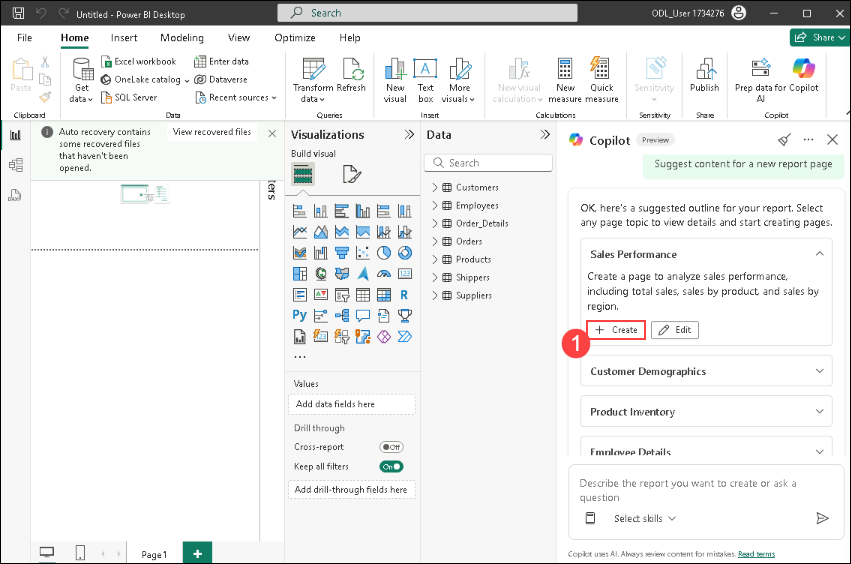 Untitled - Power BI Desktop
Search
ODL_User 1734276
File
Home
Insert
Modeling
View
Optimize
Help
Share
Paste
Clipboard
Get
data
Excel workbook
OneLake catalog
SQL Server
Enter data
Dataverse
Recent sources
Data
Transform
data
Refresh
Queries
New
visual
Text
box
More
visuals
Insert
New visual
calculation
New
measure
Quick
measure
Calculations
Sensitivity
Sensitivity
Publish
Share
Prep data for
AI
Copilot
Copilot
Auto recovery contains
some recovered files
that haven't been
opened.
View recovered files
ters
Visualizations
Build visual
R
Py
123
Values
Add data fields here
Drill through
Cross-report
Off
Keep all filters
On
Add drill-through fields here
Data
Search
Customers
Employees
Order_Details
Orders
Products
Shippers
Suppliers
Copilot
Preview
Suggest content for a new report page
OK, here's a suggested outline for your report. Select
any page topic to view details and start creating pages.
Sales Performance
Create a page to analyze sales performance,
including total sales, sales by product, and sales by
region.
1
Create
Edit
Customer Demographics
Product Inventory
Employee Details
Describe the report you want to create or ask a
question
Select skills
Copilot uses AI. Always review content for mistakes. Read terms
Page 1